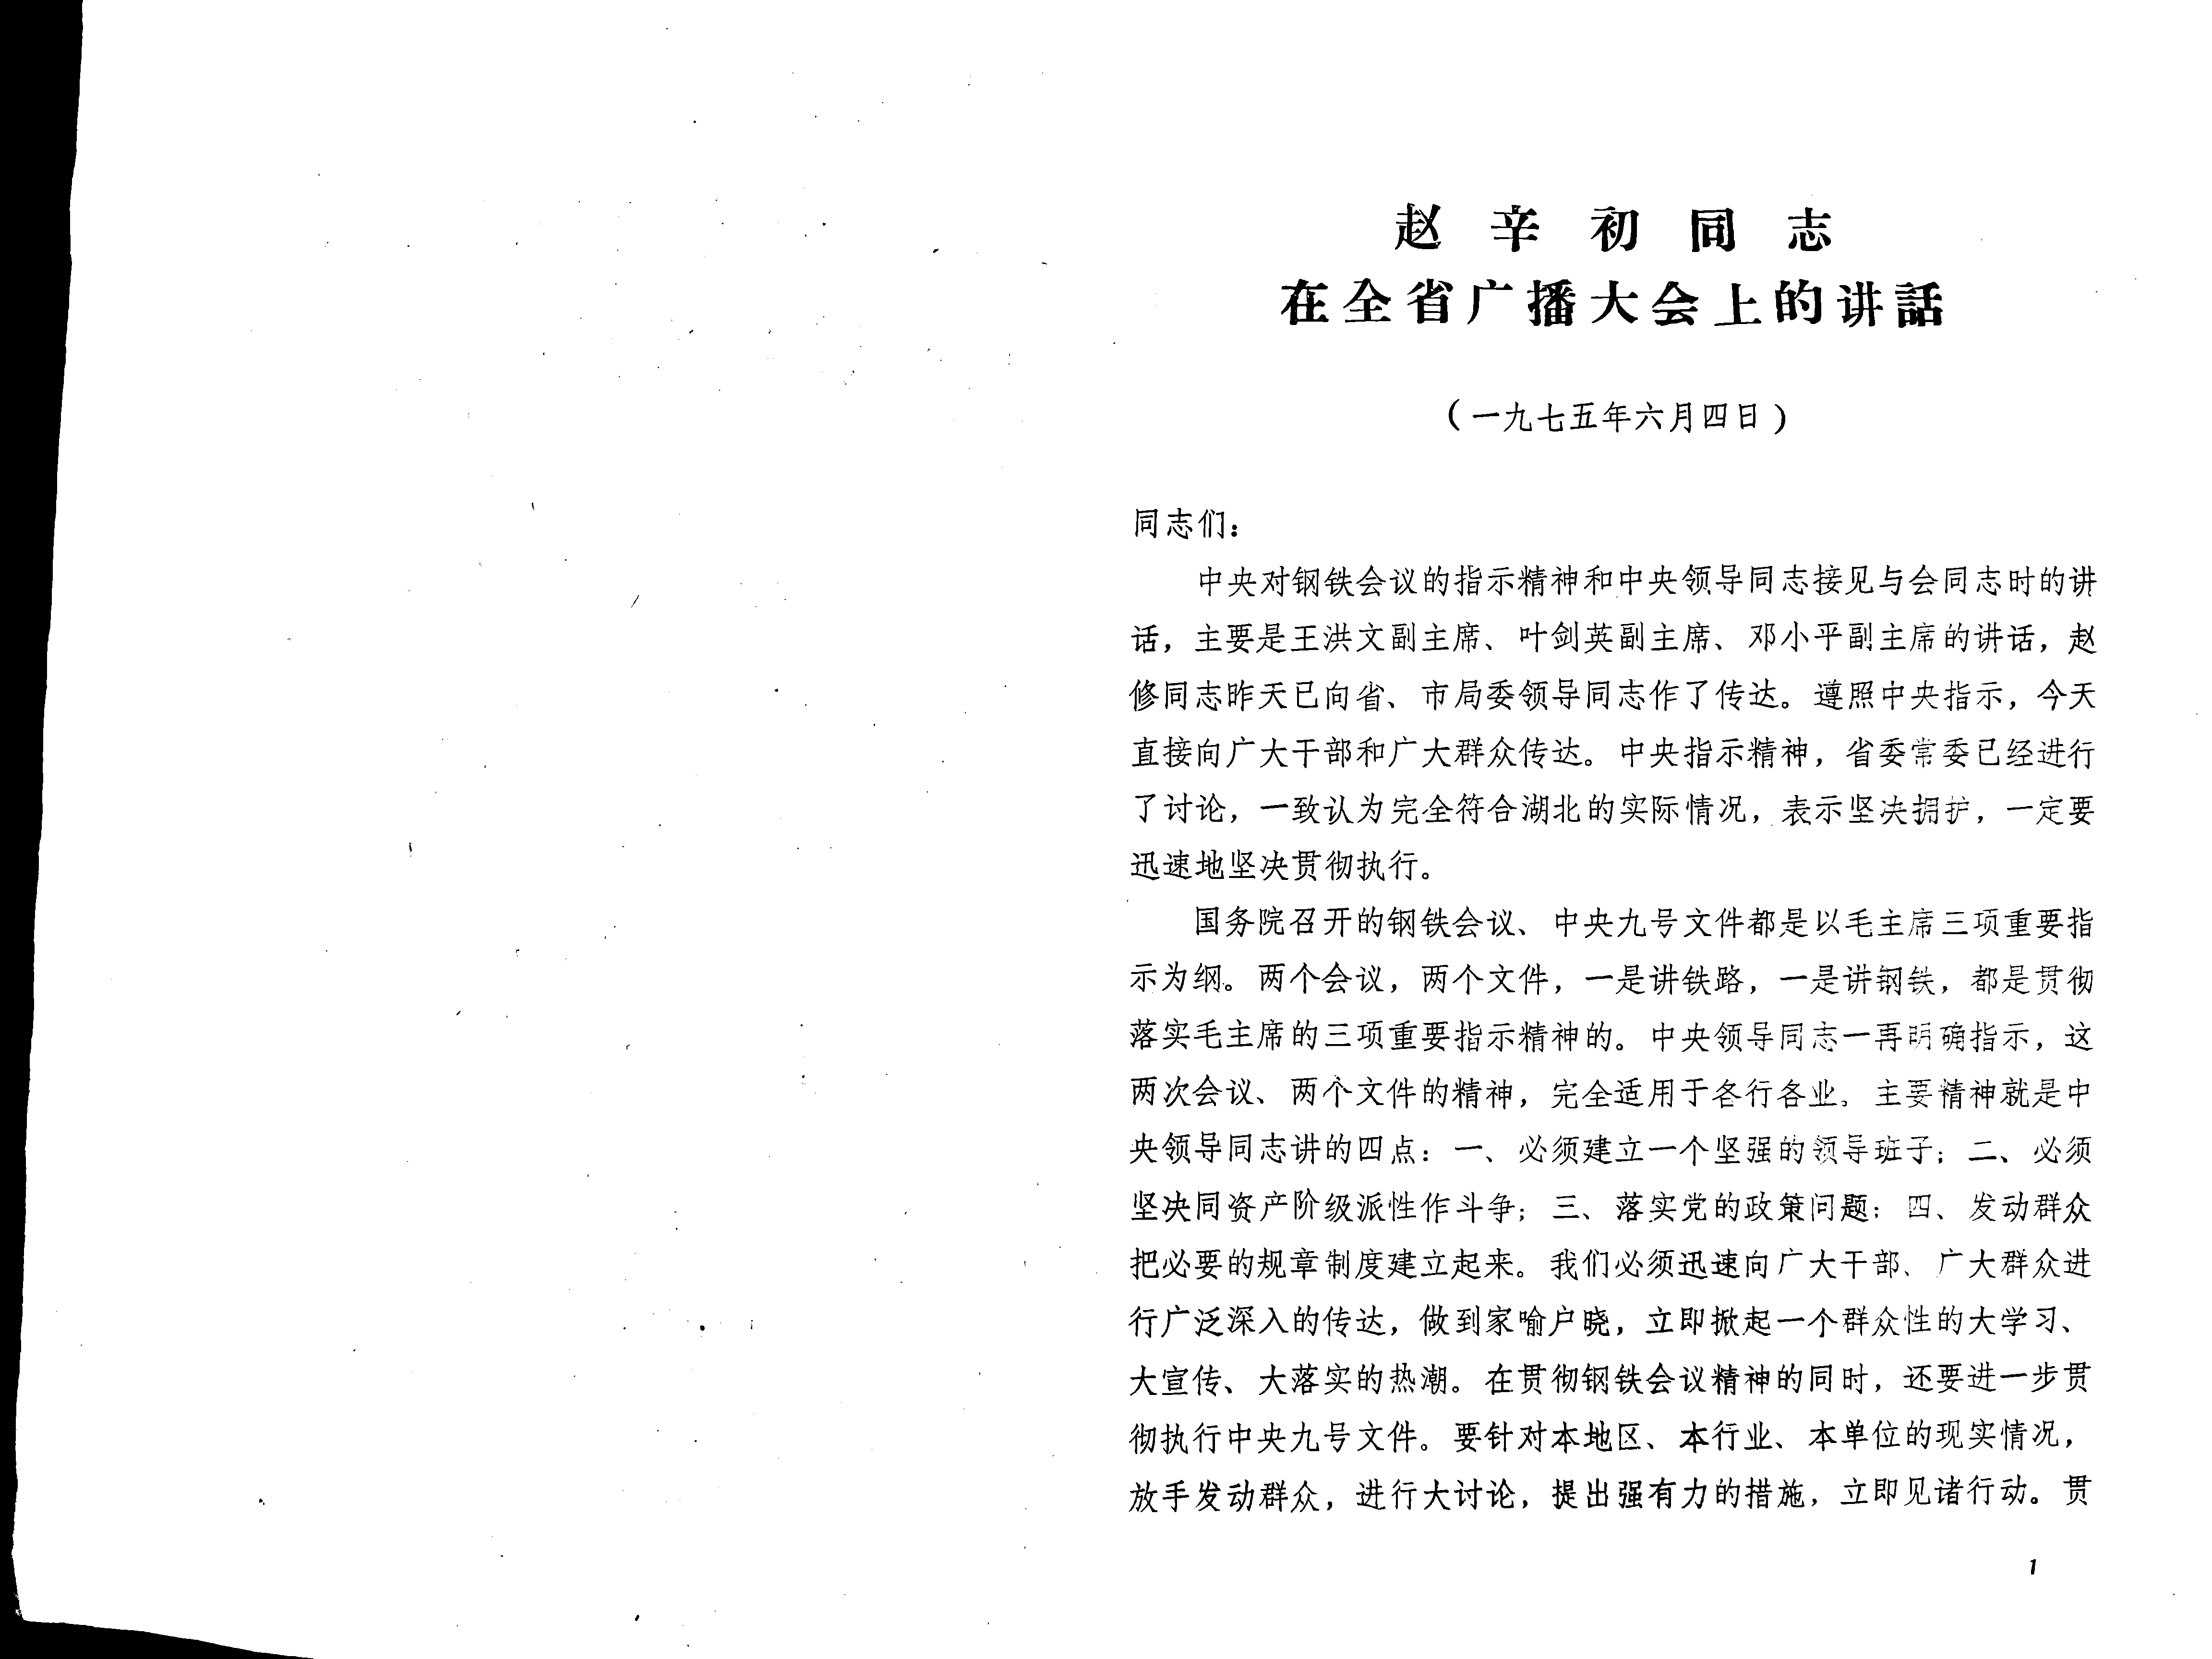 赵辛初同志
在全省广播大会上的讲話
（一九七五年六月四日）
同志们：
中央对钢铁会议的指示精神和中央领导同志接见与会同志时的讲
话，主要是王洪文副主席、叶剑英副主席、邓小平副主席的讲话，赵
修同志昨天已向省、市局委领导同志作了传达。遵照中央指示，今天
直接向广大干部和广大群众传达。中央指示精神，省委常委已经进行
了讨论，一致认为完全符合湖北的实际情况，表示坚决拥护，一定要
迅速地坚决贯彻执行。
国务院召开的钢铁会议、中央九号文件都是以毛主席三项重要指
示为纲。两个会议，两个文件，一是讲铁路，一是讲钢铁，都是贯彻
落实毛主席的三项重要指示精神的。中央领导同志一再明确指示，这
两次会议、两个文件的精神，完全适用于各行各业。主要精神就是中
央领导同志讲的四点：一、必须建立一个坚强的领导班子；二、必须
坚决同资产阶级派性作斗争；三、落实党的政策问题；四、发动群众
把必要的规章制度建立起来。我们必须迅速向广大干部、广大群众进
行广泛深入的传达，做到家喻户晓，立即掀起一个群众性的大学习、
大宣传、大落实的热潮。在贯彻钢铁会议精神的同时，还要进一步贯
彻执行中央九号文件。要针对本地区、本行业、本单位的现实情况，
放手发动群众，进行大讨论，提出强有力的措施，立即见诸行动。贯
1